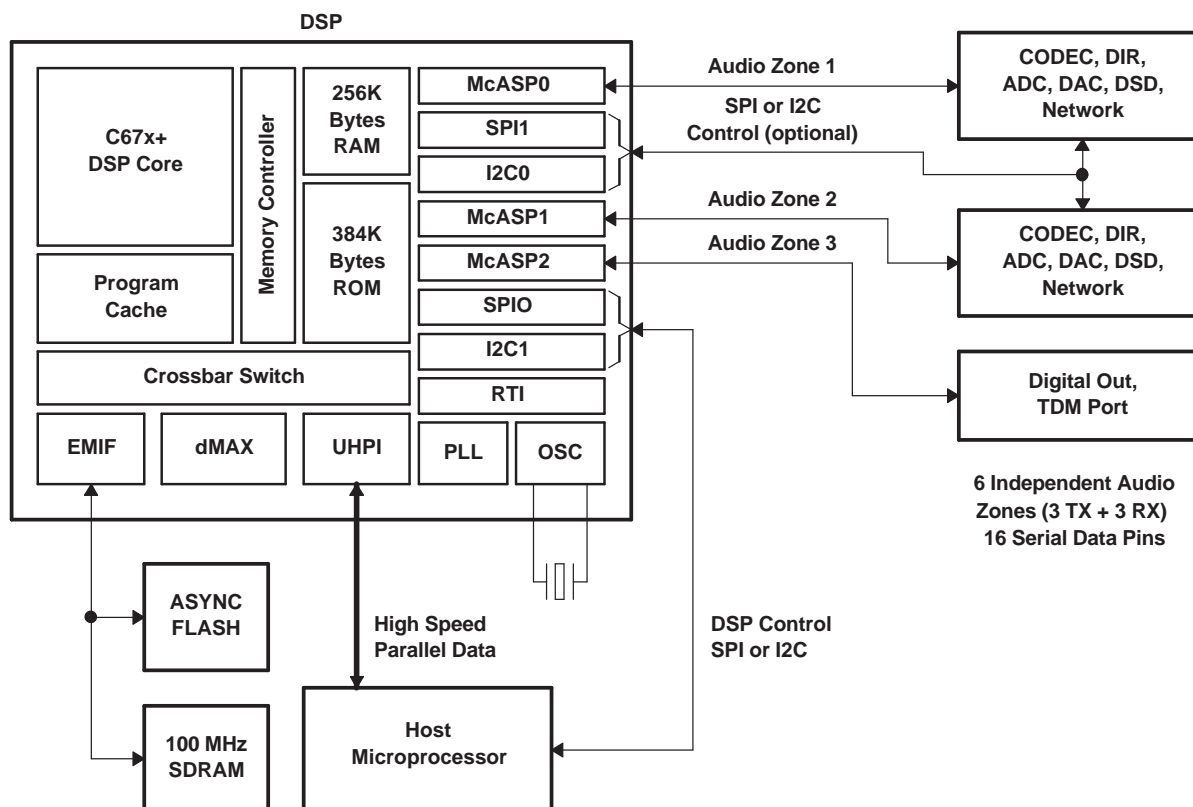 DSP
C67x+
DSP Core
Program
Cache
Memory Controller
256K
Bytes
RAM
384K
Bytes
ROM
McASP0
SPI1
I2C0
McASP1
McASP2
SPIO
I2C1
RTI
Crossbar Switch
EMIF
dMAX
UHPI
PLL
OSC
Audio Zone 1
SPI or I2C
Control (optional)
Audio Zone 2
Audio Zone 3
CODEC, DIR,
ADC, DAC, DSD,
Network
CODEC, DIR,
ADC, DAC, DSD,
Network
Digital Out,
TDM Port
6 Independent Audio
Zones (3 TX + 3 RX)
16 Serial Data Pins
ASYNC
FLASH
100 MHz
SDRAM
High Speed
Parallel Data
Host
Microprocessor
DSP Control
SPI or I2C